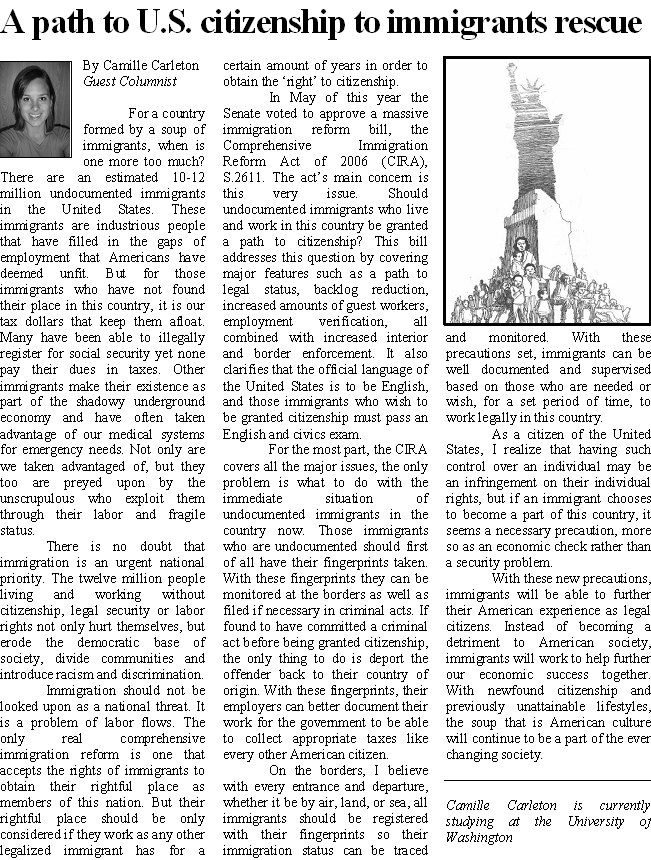 A path to U.S. citizenship to immigrants rescue
By Camille Carleton
Guest Columnist
For a country
formed by a soup of
immigrants, when is
one more too much?
There are an estimated 10-12
million undocumented immigrants
in the United States. These
immigrants are industrious people
that have filled in the gaps of
employment that Americans have
deemed unfit. But for those
immigrants who have not found
their place in this country, it is our
tax dollars that keep them afloat.
Many have been able to illegally
register for social security yet none
pay their dues in taxes. Other
immigrants make their existence as
part of the shadowy underground
economy and have often taken
advantage of our medical systems
for emergency needs. Not only are
we taken advantaged of, but they
too are preyed upon by the
unscrupulous who exploit them
through their labor and fragile
status.
There is no doubt that
immigration is an urgent national
priority. The twelve million people
living and working without
citizenship, legal security or labor
rights not only hurt themselves, but
erode the democratic base of
society, divide communities and
introduce racism and discrimination.
Immigration should not be
looked upon as a national threat. It
is a problem of labor flows. The
only real comprehensive
immigration reform is one that
accepts the rights of immigrants to
obtain their rightful place as
members of this nation. But their
rightful place should be only
considered if they work as any other
legalized immigrant has for a
certain amount of years in order to
obtain the ‘right’ to citizenship.
In May of this year the
Senate voted to approve a massive
immigration reform bill, the
Comprehensive Immigration
Reform Act of 2006 (CIRA),
S.2611. The act's main concern is
this very issue. Should
undocumented immigrants who live
and work in this country be granted
a path to citizenship? This bill
addresses this question by covering
major features such as a path to
legal status, backlog reduction,
increased amounts of guest workers,
employment verification, all
combined with increased interior
and border enforcement. It also
clarifies that the official language of
the United States is to be English,
and those immigrants who wish to
be granted citizenship must pass an
English and civics exam.
For the most part, the CIRA
covers all the major issues, the only
problem is what to do with the
immediate situation of
undocumented immigrants in the
country now. Those immigrants
who are undocumented should first
of all have their fingerprints taken.
With these fingerprints they can be
monitored at the borders as well as
filed if necessary in criminal acts. If
found to have committed a criminal
act before being granted citizenship,
the only thing to do is deport the
offender back to their country of
origin. With these fingerprints, their
employers can better document their
work for the government to be able
to collect appropriate taxes like
every other American citizen.
On the borders, I believe
with every entrance and departure,
whether it be by air, land, or sea, all
immigrants should be registered
with their fingerprints so their
immigration status can be traced
and monitored. With these
precautions set, immigrants can be
well documented and supervised
based on those who are needed or
wish, for a set period of time, to
work legally in this country.
As a citizen of the United
States, I realize that having such
control over an individual may be
an infringement on their individual
rights, but if an immigrant chooses
to become a part of this country, it
seems a necessary precaution, more
so as an economic check rather than
a security problem.
With these new precautions,
immigrants will be able to further
their American experience as legal
citizens. Instead of becoming a
detriment to American society,
immigrants will work to help further
our economic success together.
With newfound citizenship and
previously unattainable lifestyles,
the soup that is American culture
will continue to be a part of the ever
changing society.
Camille Carleton is currently
studying at the University of
Washington